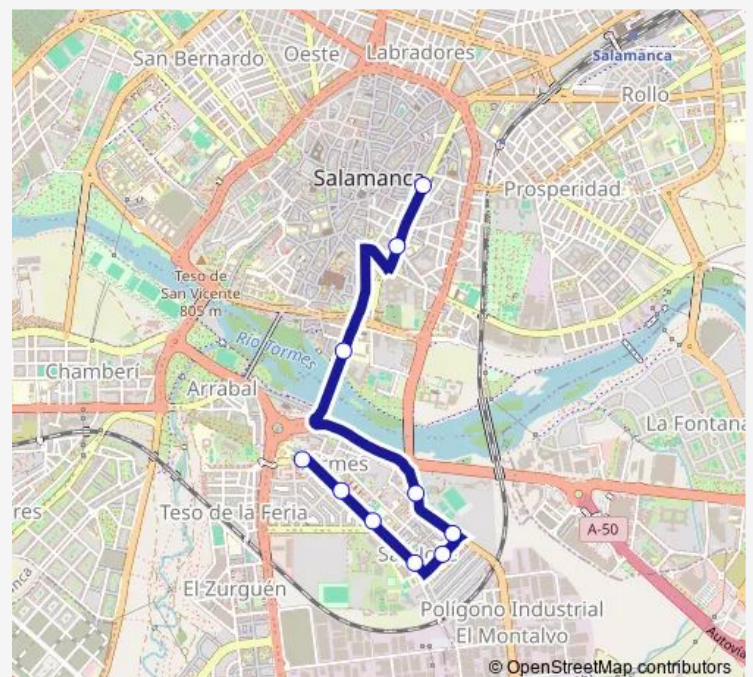 San Bernardo
Oeste
Labradores
Salamanca
Rollo
Salamanca
Prosperidad
Teso de
San Vicente
805 m
Río Tormes
Chamberí
Arrabal
La Fontana
Teso de la Feria
A-50
El Zurguén
Polígono Industrial
El Montalvo
Autovía
© OpenStreetMap contributors